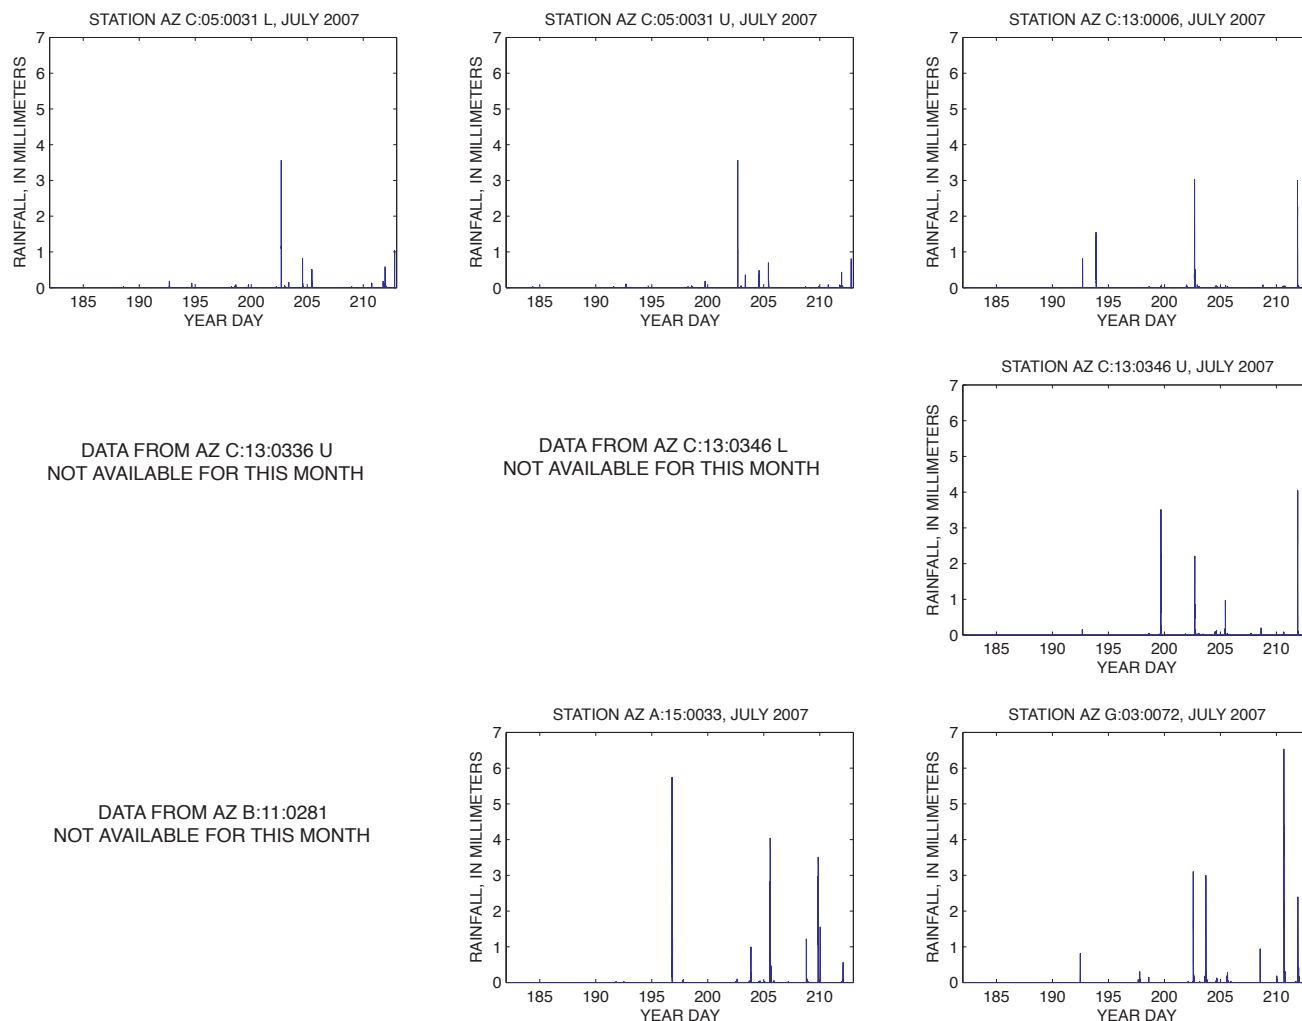 STATION AZ C:05:0031 L, JULY 2007
RAINFALL, IN MILLIMETERS
7
6
5
4
3
2
1
0
185 190 195 200 205 210
YEAR DAY
STATION AZ C:05:0031 U, JULY 2007
RAINFALL, IN MILLIMETERS
7
6
5
4
3
2
1
0
185 190 195 200 205 210
YEAR DAY
STATION AZ C:13:0006, JULY 2007
RAINFALL, IN MILLIMETERS
7
6
5
4
3
2
1
0
185 190 195 200 205 210
YEAR DAY
DATA FROM AZ C:13:0336 U
NOT AVAILABLE FOR THIS MONTH
DATA FROM AZ C:13:0346 L
NOT AVAILABLE FOR THIS MONTH
STATION AZ C:13:0346 U, JULY 2007
RAINFALL, IN MILLIMETERS
7
6
5
4
3
2
1
0
185 190 195 200 205 210
YEAR DAY
DATA FROM AZ B:11:0281
NOT AVAILABLE FOR THIS MONTH
STATION AZ A:15:0033, JULY 2007
RAINFALL, IN MILLIMETERS
7
6
5
4
3
2
1
0
185 190 195 200 205 210
YEAR DAY
STATION AZ G:03:0072, JULY 2007
RAINFALL, IN MILLIMETERS
7
6
5
4
3
2
1
0
185 190 195 200 205 210
YEAR DAY